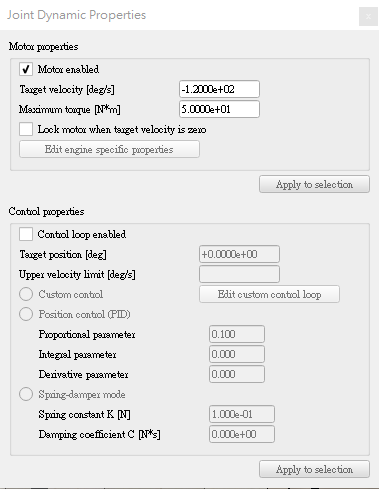 Joint Dynamic Properties
Motor properties
Motor enabled
Target velocity [deg/s] -1.2000e+02
Maximum torque [N*m] 5.0000e+01
Lock motor when target velocity is zero
Edit engine specific properties
Apply to selection
Control properties
Control loop enabled
Target position [deg] +0.0000e+00
Upper velocity limit [deg/s]
Custom control Edit custom control loop
Position control (PID)
Proportional parameter 0.100
Integral parameter 0.000
Derivative parameter 0.000
Spring-damper mode
Spring constant K [N] 1.000e-01
Damping coefficient C [N*s] 0.000e+00
Apply to selection